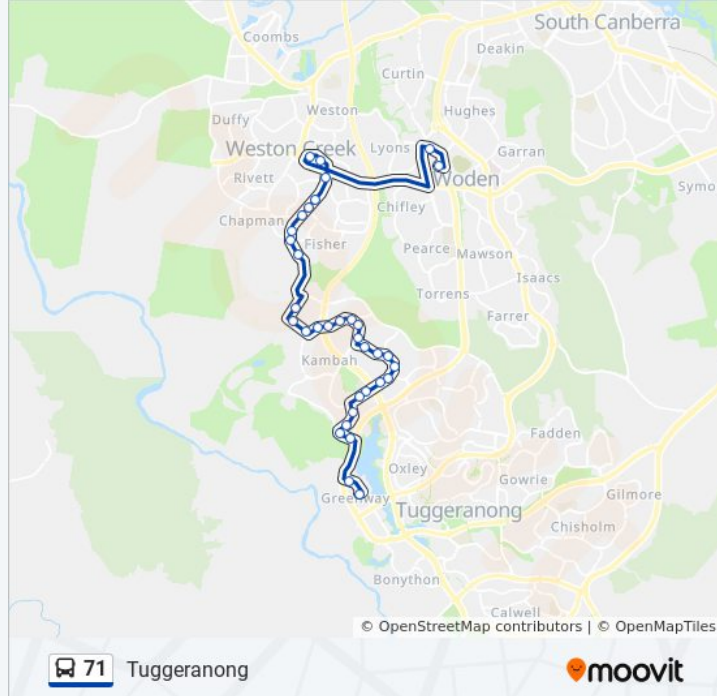 South Canberra
Coombs
Deakin
Curtin
Weston
Hughes
Duffy
Weston Creek
Lyons
Garran
Rivett
Woden
Symo
Chifley
Chapman
Fisher
Pearce
Mawson
Isaacs
Torrens
Farrer
Kambah
Fadden
Oxley
Gowrie
Greenway
Gilmore
Tuggeranong
Chisholm
Bonython
Calwell
© OpenStreetMap contributors | © OpenMapTiles
71 Tuggeranong
moovit